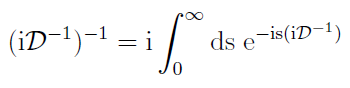 (i𝒟⁻¹)⁻¹ = i ∫₀^∞ ds e^{−is(i𝒟⁻¹)}